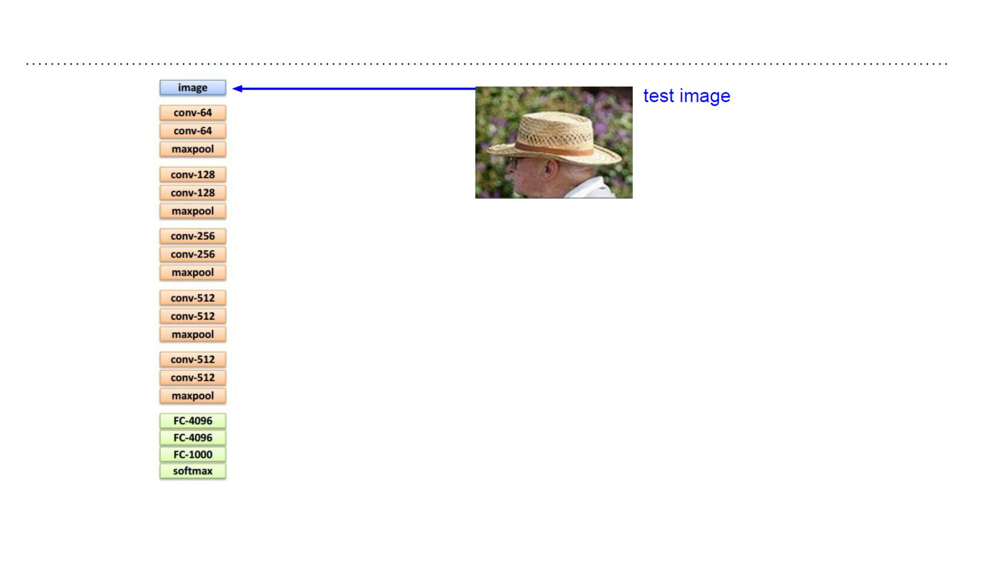 image
test image
conv-64
conv-64
maxpool
conv-128
conv-128
maxpool
conv-256
conv-256
maxpool
conv-512
conv-512
maxpool
conv-512
conv-512
maxpool
FC-4096
FC-4096
FC-1000
softmax